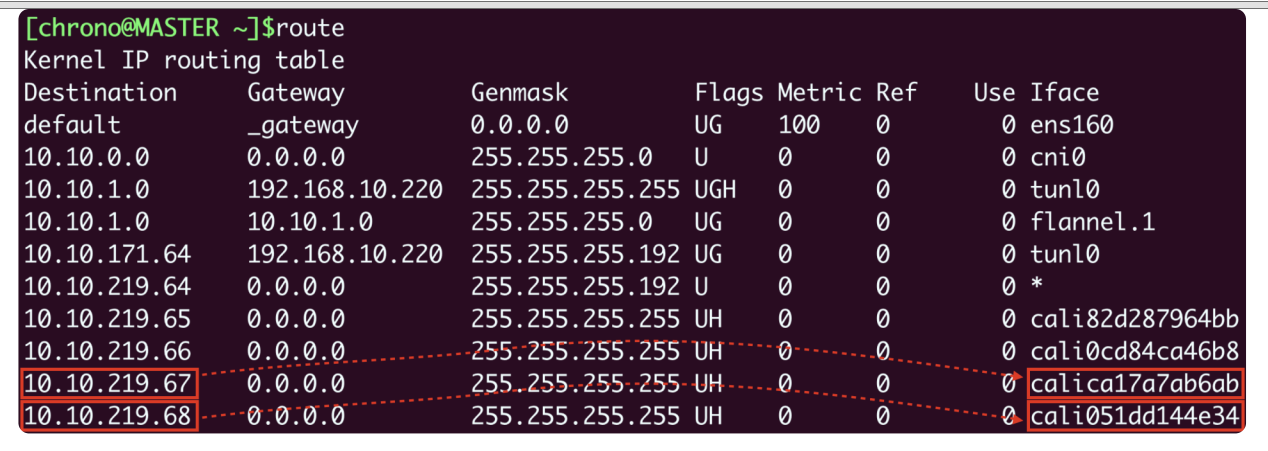 [chrono@MASTER ~]$route
Kernel IP routing table
Destination Gateway Genmask Flags Metric Ref Use Iface
default _gateway 0.0.0.0 UG 100 0 0 ens160
10.10.0.0 0.0.0.0 255.255.255.0 U 0 0 0 cni0
10.10.1.0 192.168.10.220 255.255.255.255 UGH 0 0 0 tunl0
10.10.1.0 10.10.1.0 255.255.255.0 UG 0 0 0 flannel.1
10.10.171.64 192.168.10.220 255.255.255.192 UG 0 0 0 tunl0
10.10.219.64 0.0.0.0 255.255.255.192 U 0 0 0 *
10.10.219.65 0.0.0.0 255.255.255.255 UH 0 0 0 cali82d287964bb
10.10.219.66 0.0.0.0 255.255.255.255 UH 0 0 0 cali0cd84ca46b8
10.10.219.67 0.0.0.0 255.255.255.255 UH 0 0 0 calica17a7ab6ab
10.10.219.68 0.0.0.0 255.255.255.255 UH 0 0 0 cali051dd144e34